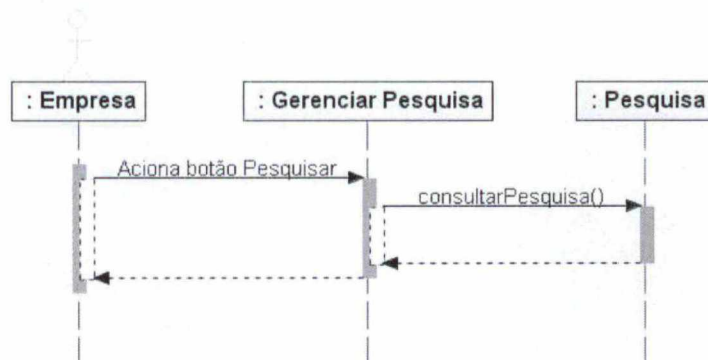 : Empresa
: Gerenciar Pesquisa
: Pesquisa
Aciona botão Pesquisar
consultarPesquisa()